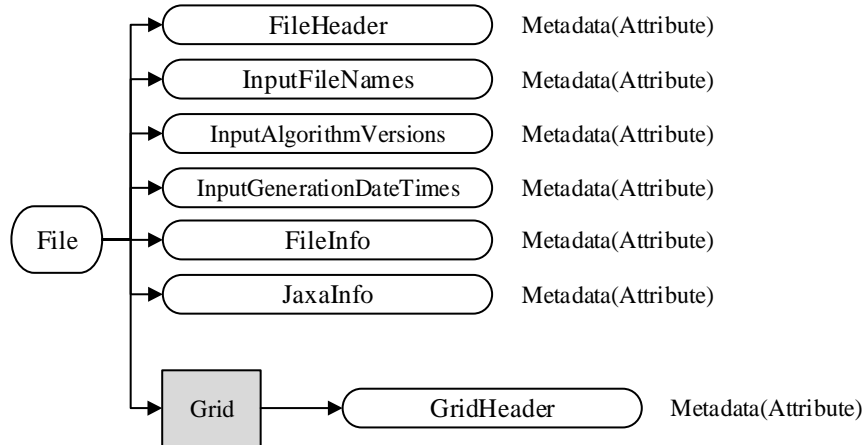 FileHeader Metadata(Attribute)
InputFileNames Metadata(Attribute)
InputAlgorithmVersions Metadata(Attribute)
InputGenerationDateTimes Metadata(Attribute)
File FileInfo Metadata(Attribute)
JaxaInfo Metadata(Attribute)
Grid GridHeader Metadata(Attribute)